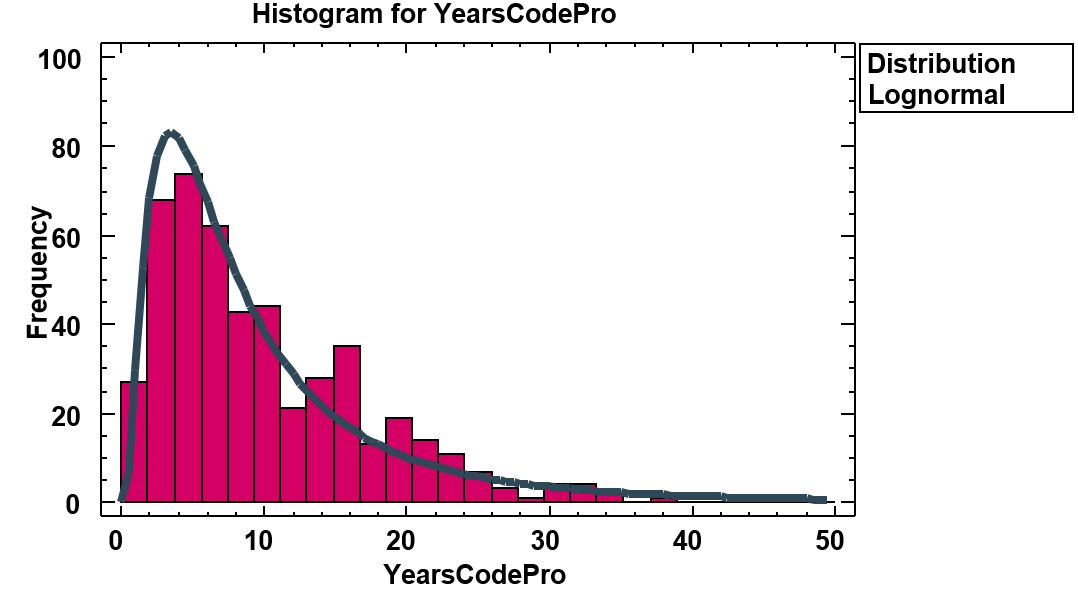 Histogram for YearsCodePro
Distribution
Lognormal
100
80
60
40
20
0
Frequency
0 10 20 30 40 50
YearsCodePro